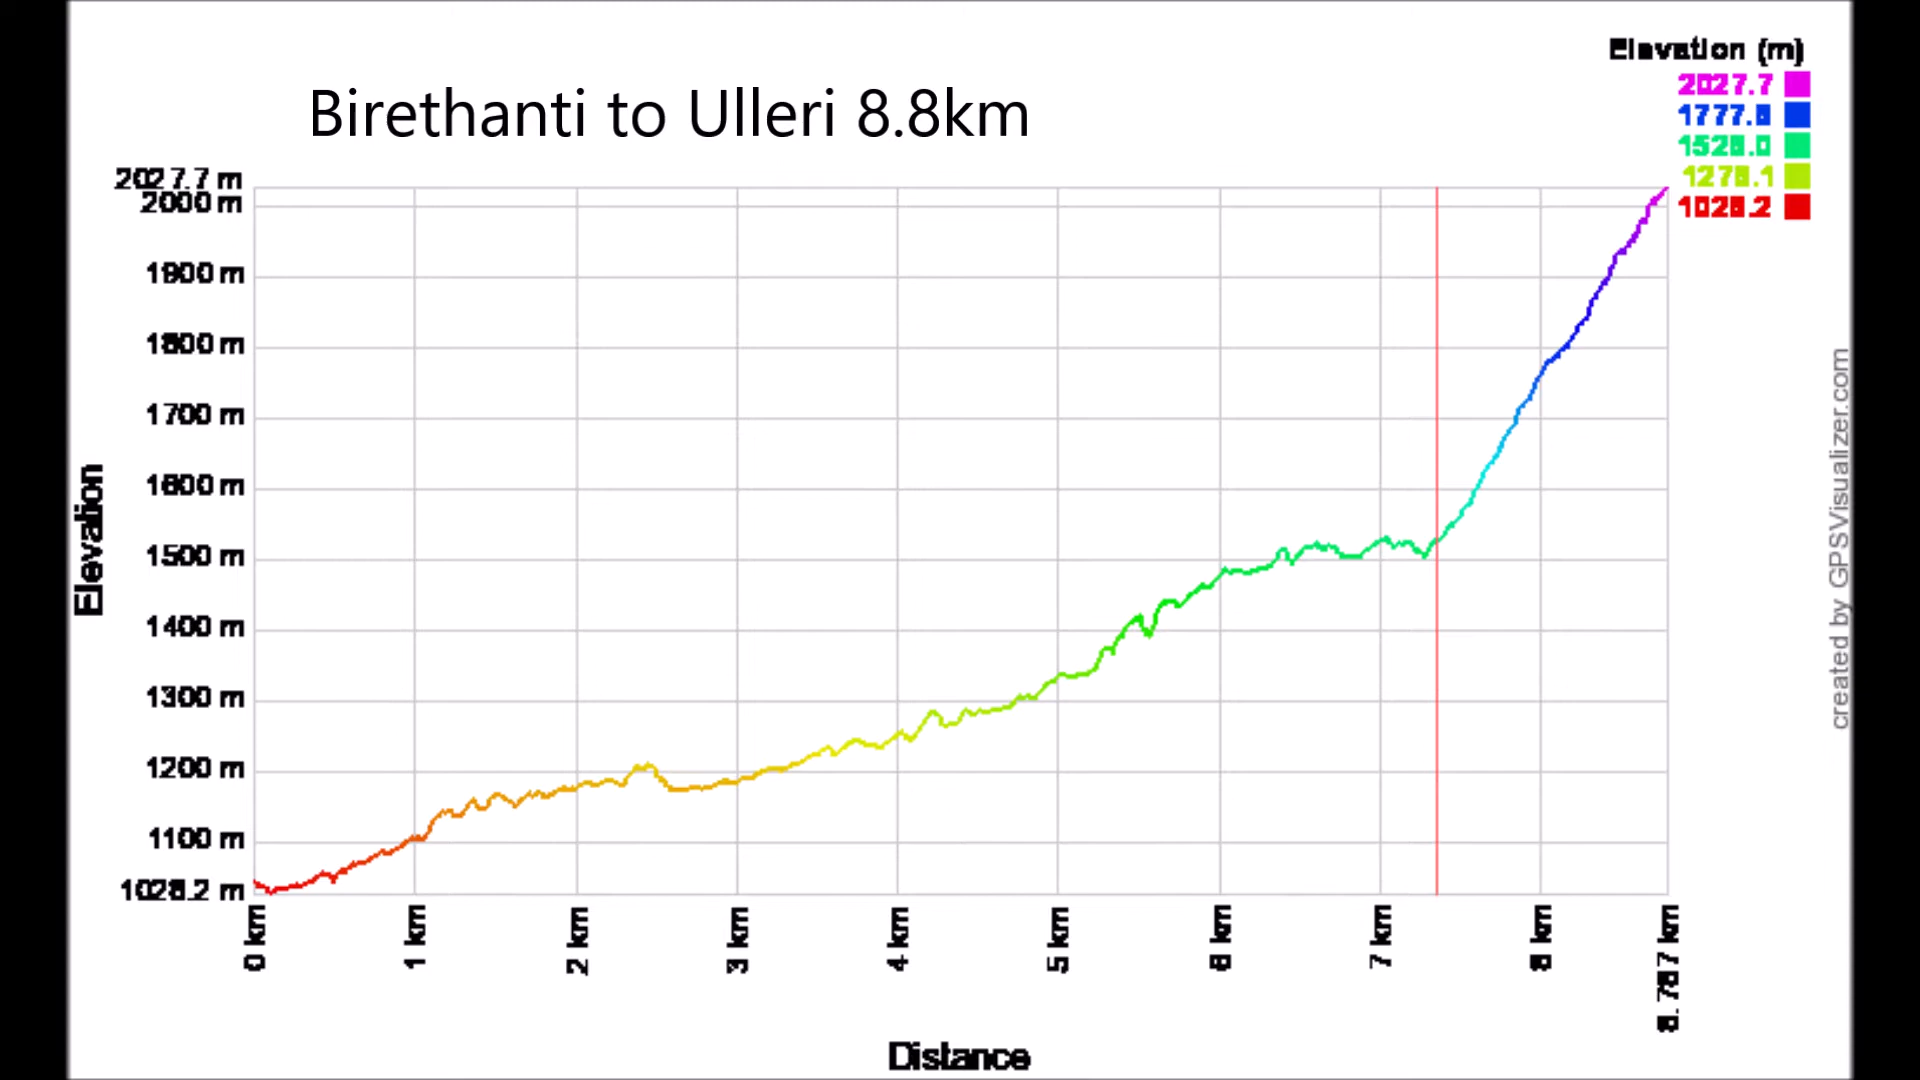 Elevation (m)
2027.7
1777.8
1528.0
1278.1
1028.2
Birethanti to Ulleri 8.8km
2027.7 m
2000 m
1900 m
1800 m
1700 m
1600 m
1500 m
1400 m
1300 m
1200 m
1100 m
1028.2 m
Elevation
0 km
1 km
2 km
3 km
4 km
5 km
6 km
7 km
8 km
8.787 km
Distance
created by GPSVisualizer.com